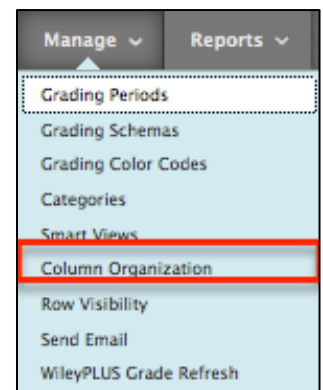 Manage Reports
Grading Periods
Grading Schemas
Grading Color Codes
Categories
Smart Views
Column Organization
Row Visibility
Send Email
WileyPLUS Grade Refresh